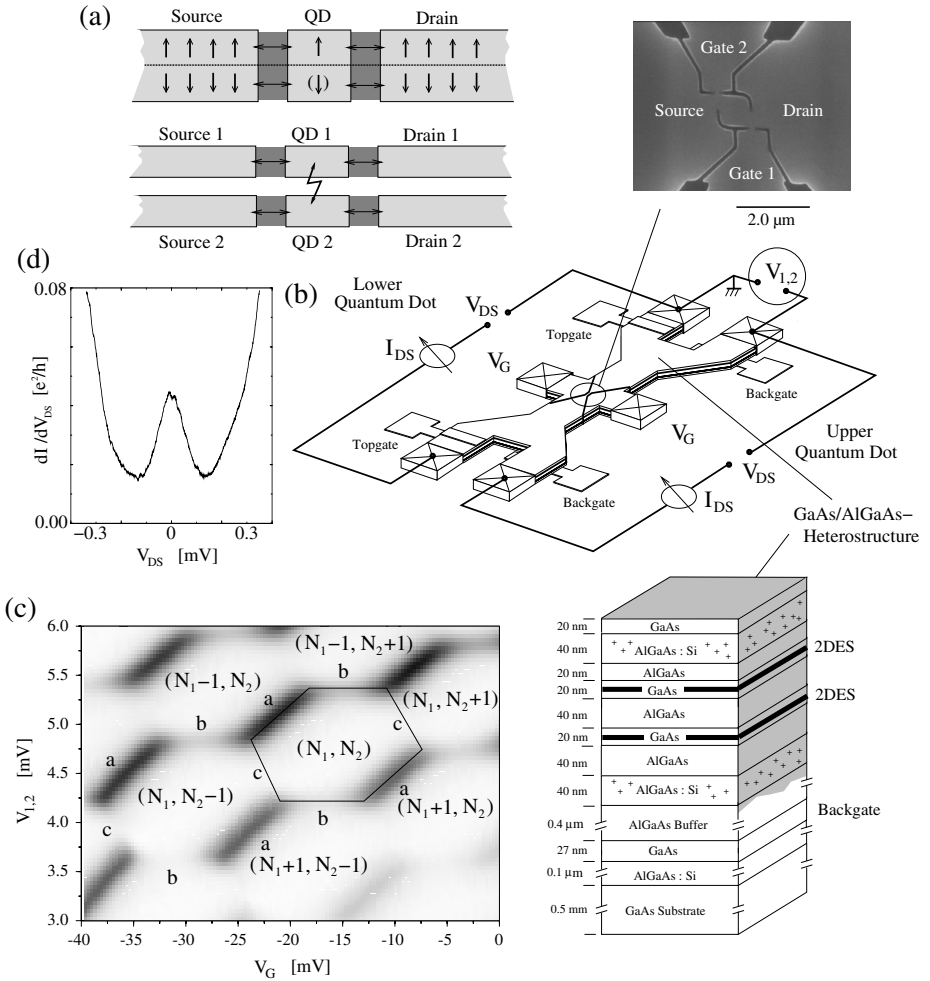 (a)
Source QD Drain
(↓)
Source 1 QD 1 Drain 1
Source 2 QD 2 Drain 2
Gate 2
Source Drain
Gate 1
2.0 µm
(d)
0.08
dI/dV_DS [e²/h]
0.00
−0.3 0 0.3
V_DS [mV]
(b)
Lower
Quantum Dot
V_DS
I_DS
V_1,2
Topgate
V_G
Backgate
V_G
Topgate
Backgate
Upper
Quantum Dot
V_DS
I_DS
GaAs/AlGaAs−
Heterostructure
(c)
6.0
5.5
5.0
4.5
4.0
3.5
3.0
V_1,2 [mV]
-40 -35 -30 -25 -20 -15 -10 -5 0
V_G [mV]
(N_1−1, N_2+1)
b
(N_1−1, N_2)
a
(N_1, N_2+1)
b
c
(N_1, N_2)
a
c
(N_1, N_2−1)
a
(N_1+1, N_2)
c
b
a
(N_1+1, N_2−1)
b
20 nm GaAs
40 nm AlGaAs : Si
20 nm AlGaAs
20 nm GaAs
40 nm AlGaAs
20 nm GaAs
40 nm AlGaAs
40 nm AlGaAs : Si
0.4 µm AlGaAs Buffer
27 nm GaAs
0.1 µm AlGaAs : Si
0.5 mm GaAs Substrate
2DES
2DES
Backgate